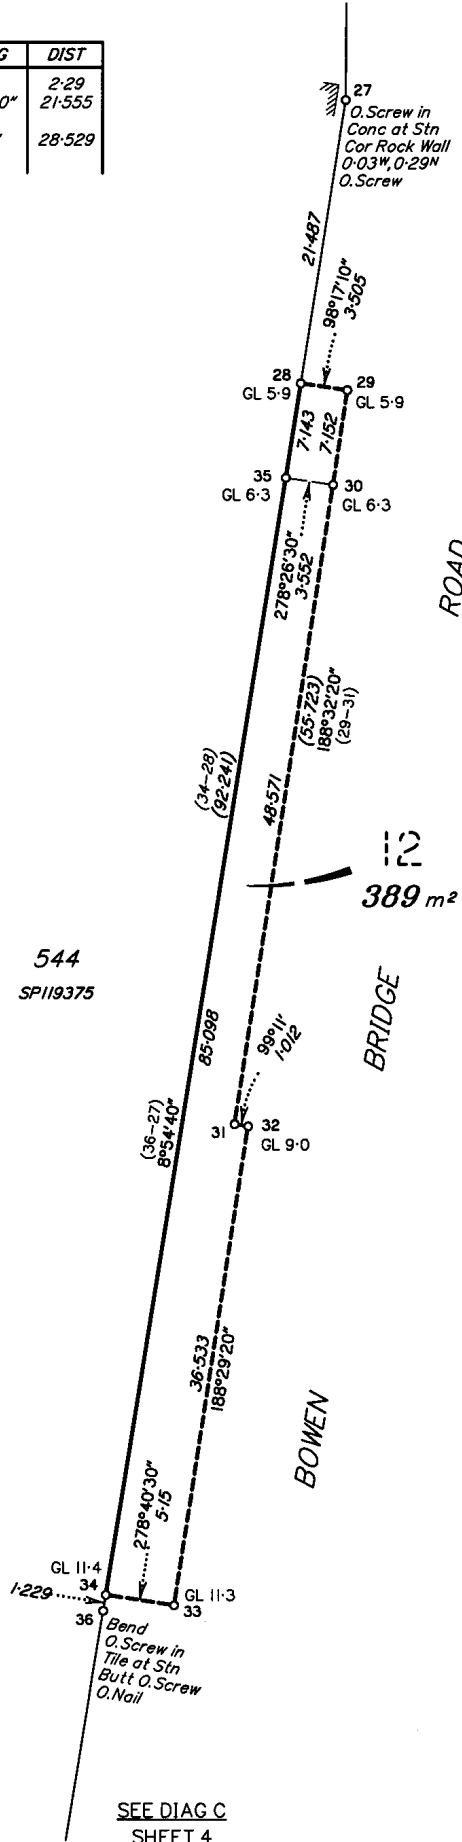 G DIST
2·29
0" 21·555
" 28·529
27
O.Screw in
Conc at Stn
Cor Rock Wall
0·03W,0·29N
O.Screw
21·487
98°17'10"
3·505
28
GL 5·9
29
GL 5·9
7·143
7·152
35
GL 6·3
30
GL 6·3
278°26'30"
3·552
ROAD
(55·723)
188°32'20"
(29-31)
(34-28)
(92·241)
48·571
12
389 m²
544
SP119375
BRIDGE
85·098
99°11'
1·012
31
32
GL 9·0
(36-27)
8°54'40"
36·533
188°29'20"
BOWEN
278°40'30"
5·15
GL 11·4
34
1·229
36
GL 11·3
33
Bend
O.Screw in
Tile at Stn
Butt O.Screw
O.Nail
SEE DIAG C
SHEET 4